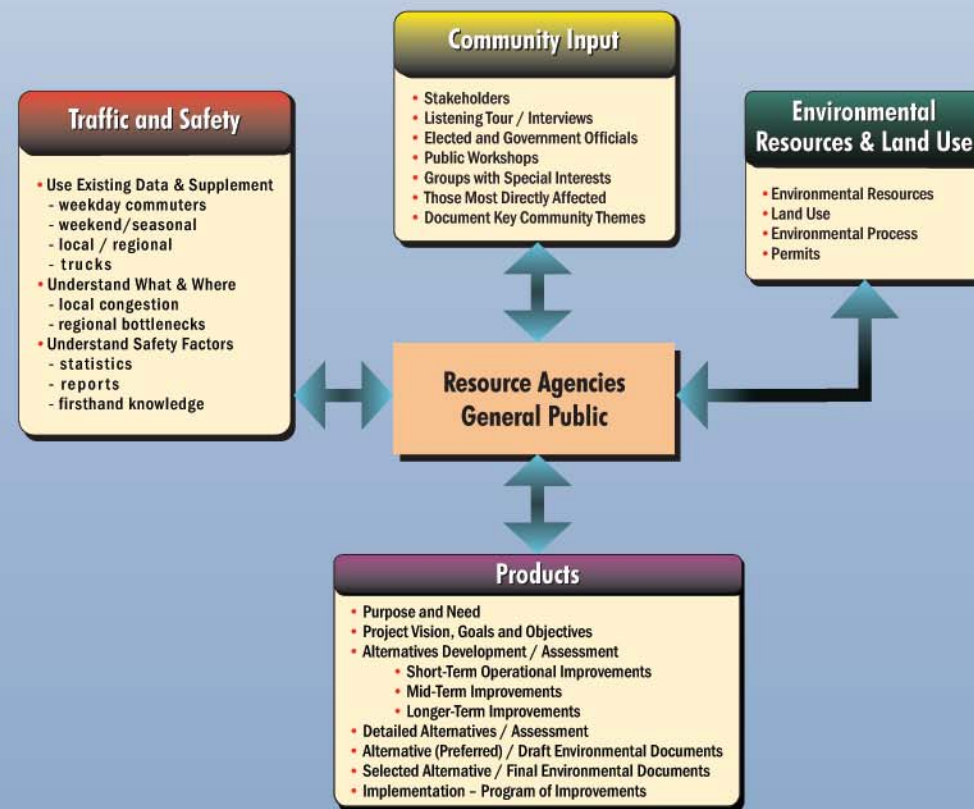 Community Input
• Stakeholders
• Listening Tour / Interviews
• Elected and Government Officials
• Public Workshops
• Groups with Special Interests
• Those Most Directly Affected
• Document Key Community Themes
Traffic and Safety
• Use Existing Data & Supplement
- weekday commuters
- weekend/seasonal
- local / regional
- trucks
• Understand What & Where
- local congestion
- regional bottlenecks
• Understand Safety Factors
- statistics
- reports
- firsthand knowledge
Environmental
Resources & Land Use
• Environmental Resources
• Land Use
• Environmental Process
• Permits
Resource Agencies
General Public
Products
• Purpose and Need
• Project Vision, Goals and Objectives
• Alternatives Development / Assessment
• Short-Term Operational Improvements
• Mid-Term Improvements
• Longer-Term Improvements
• Detailed Alternatives / Assessment
• Alternative (Preferred) / Draft Environmental Documents
• Selected Alternative / Final Environmental Documents
• Implementation – Program of Improvements